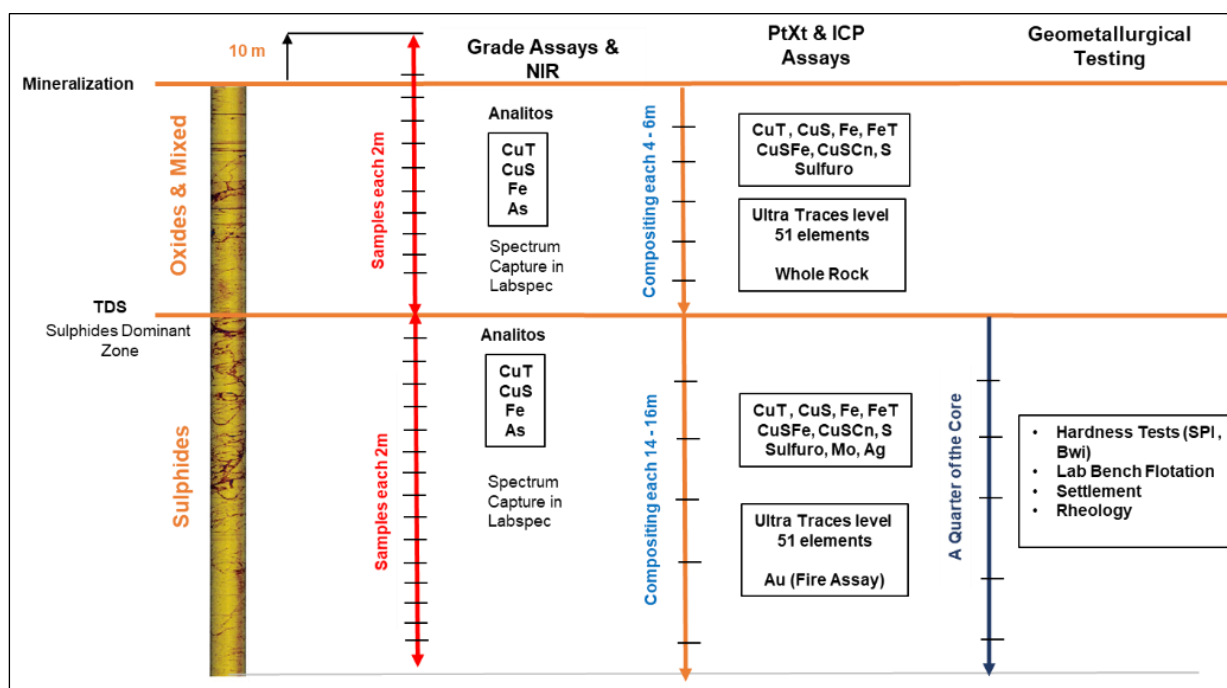 10 m
Grade Assays &
NIR
PtXt & ICP
Assays
Geometallurgical
Testing
Mineralization
Oxides & Mixed
Samples each 2m
Analitos
CuT
CuS
Fe
As
Spectrum
Capture in
Labspec
Compositing each 4 - 6m
CuT , CuS, Fe, FeT
CuSFe, CuSCn, S
Sulfuro
Ultra Traces level
51 elements
Whole Rock
TDS
Sulphides Dominant
Zone
Sulphides
Samples each 2m
Analitos
CuT
CuS
Fe
As
Spectrum
Capture in
Labspec
Compositing each 14 - 16m
CuT , CuS, Fe, FeT
CuSFe, CuSCn, S
Sulfuro, Mo, Ag
Ultra Traces level
51 elements
Au (Fire Assay)
A Quarter of the Core
• Hardness Tests (SPI ,
Bwi)
• Lab Bench Flotation
• Settlement
• Rheology